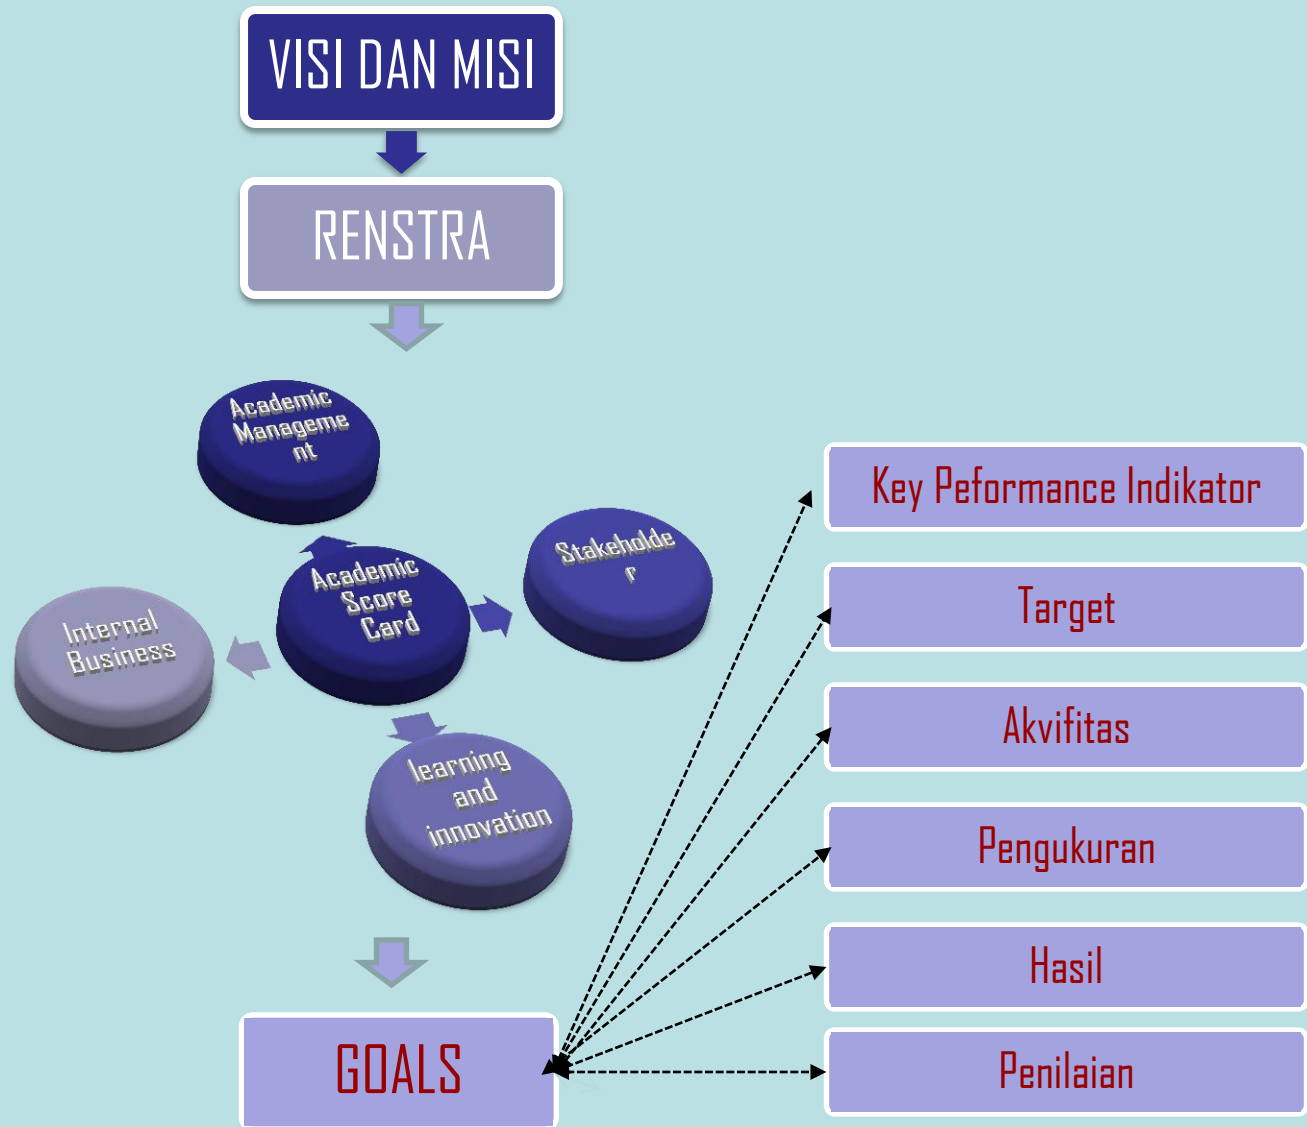 VISI DAN MISI
RENSTRA
Academic
Manageme
nt
Stakeholde
r
Academic
Score
Card
Internal
Business
learning
and
innovation
GOALS
Key Peformance Indikator
Target
Akvifitas
Pengukuran
Hasil
Penilaian